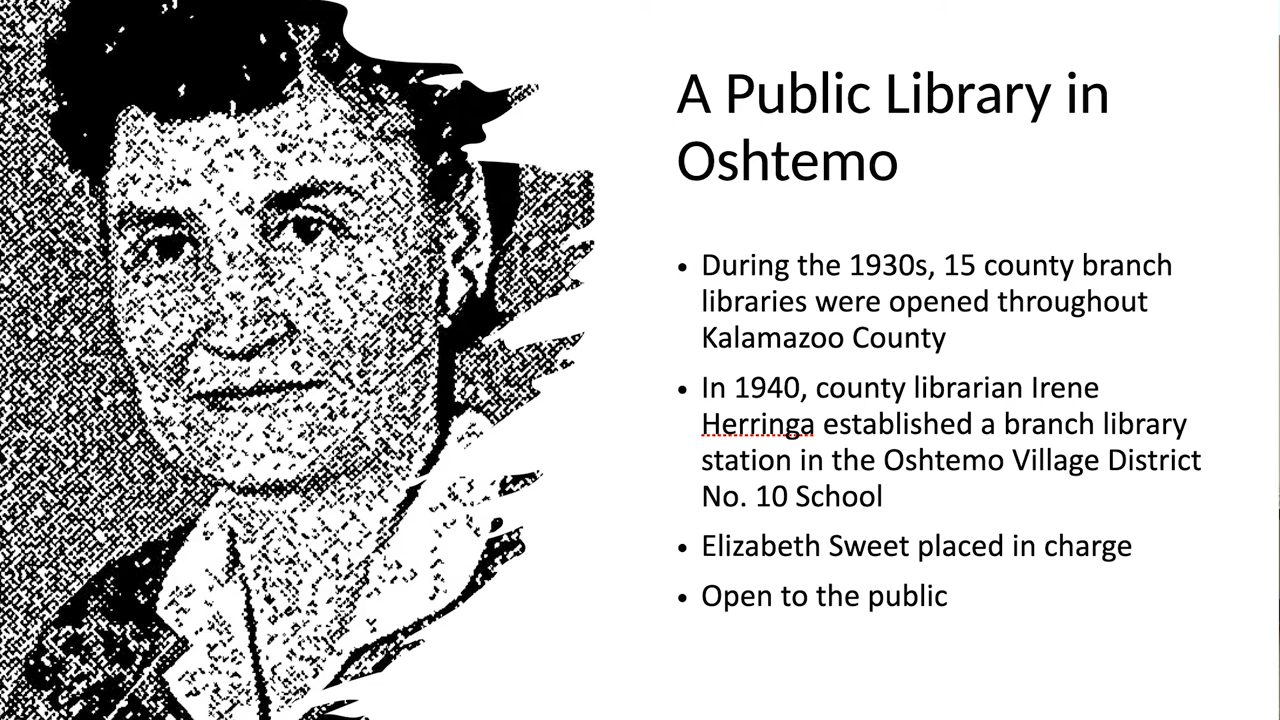 A Public Library in
Oshtemo
• During the 1930s, 15 county branch
libraries were opened throughout
Kalamazoo County
• In 1940, county librarian Irene
Herringa established a branch library
station in the Oshtemo Village District
No. 10 School
• Elizabeth Sweet placed in charge
• Open to the public